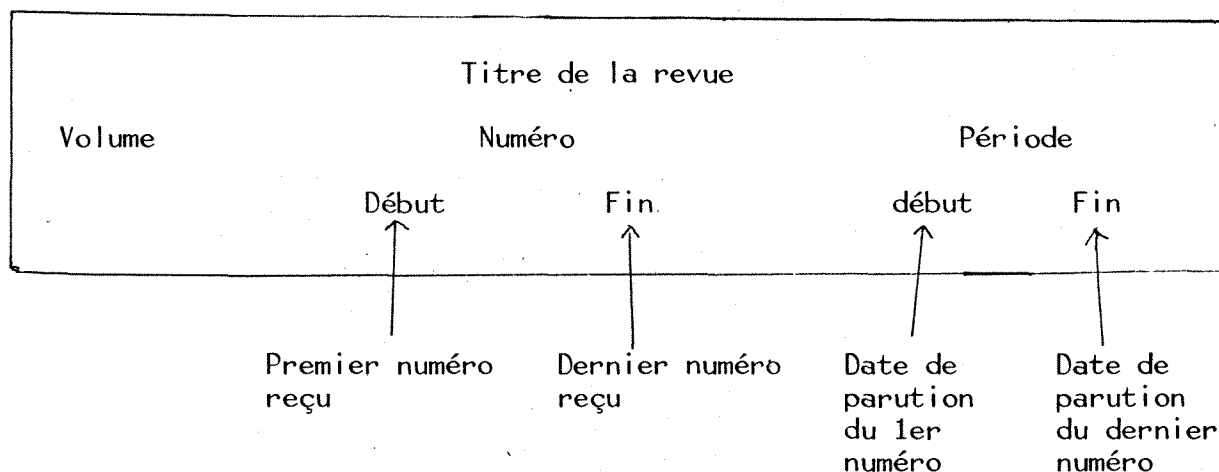 Titre de la revue
Volume Numéro Période
Début Fin début Fin
Premier numéro reçu
Dernier numéro reçu
Date de parution du 1er numéro
Date de parution du dernier numéro